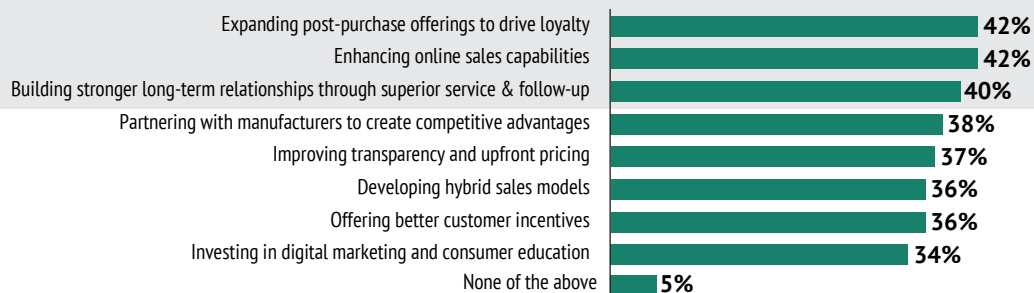 Expanding post-purchase offerings to drive loyalty 42%
Enhancing online sales capabilities 42%
Building stronger long-term relationships through superior service & follow-up 40%
Partnering with manufacturers to create competitive advantages 38%
Improving transparency and upfront pricing 37%
Developing hybrid sales models 36%
Offering better customer incentives 36%
Investing in digital marketing and consumer education 34%
None of the above 5%